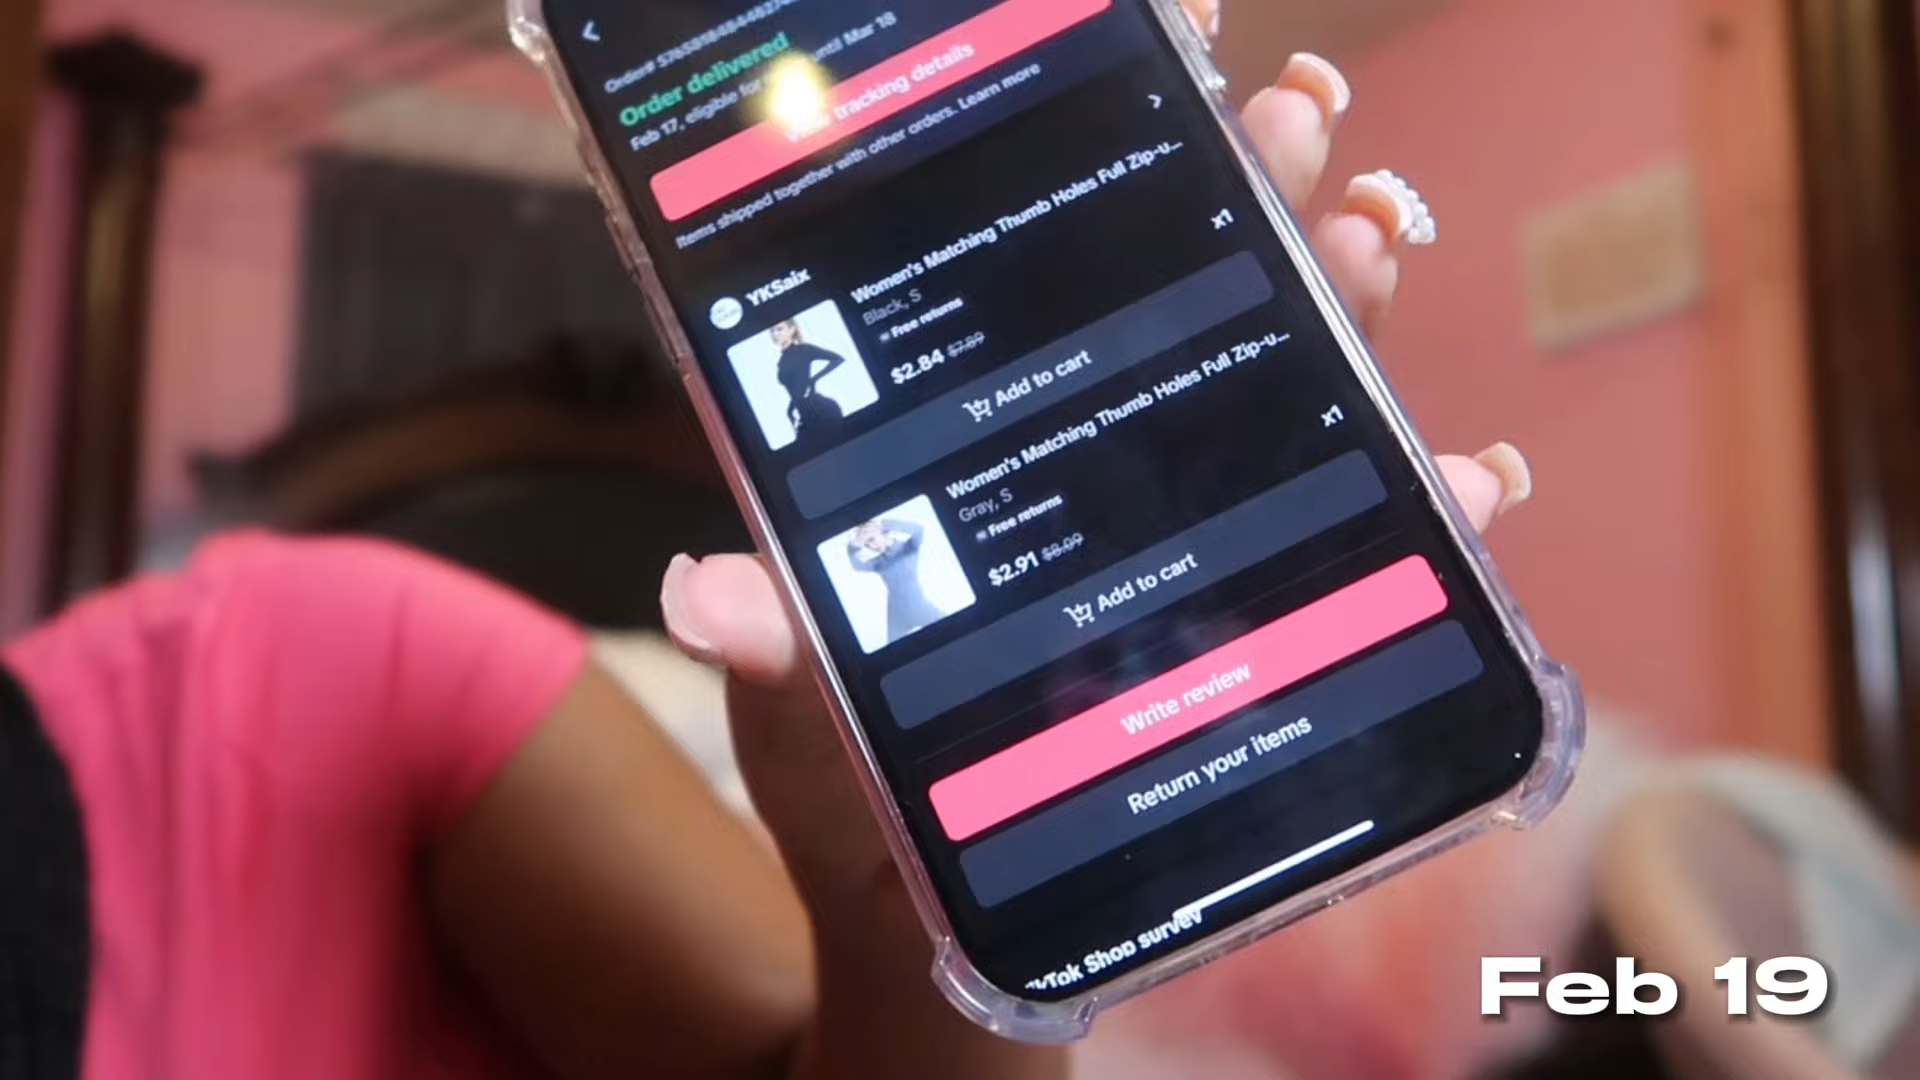 Order#
Order delivered
Feb 17, eligible for until Mar 18
View tracking details
Items shipped together with other orders. Learn more
YKSaix
Women's Matching Thumb Holes Full Zip-u...
Black, S
x1
Free returns
$2.84 $7.89
Add to cart
Women's Matching Thumb Holes Full Zip-u...
Gray, S
x1
Free returns
$2.91 $8.09
Add to cart
Write review
Return your items
TikTok Shop survey
Feb 19